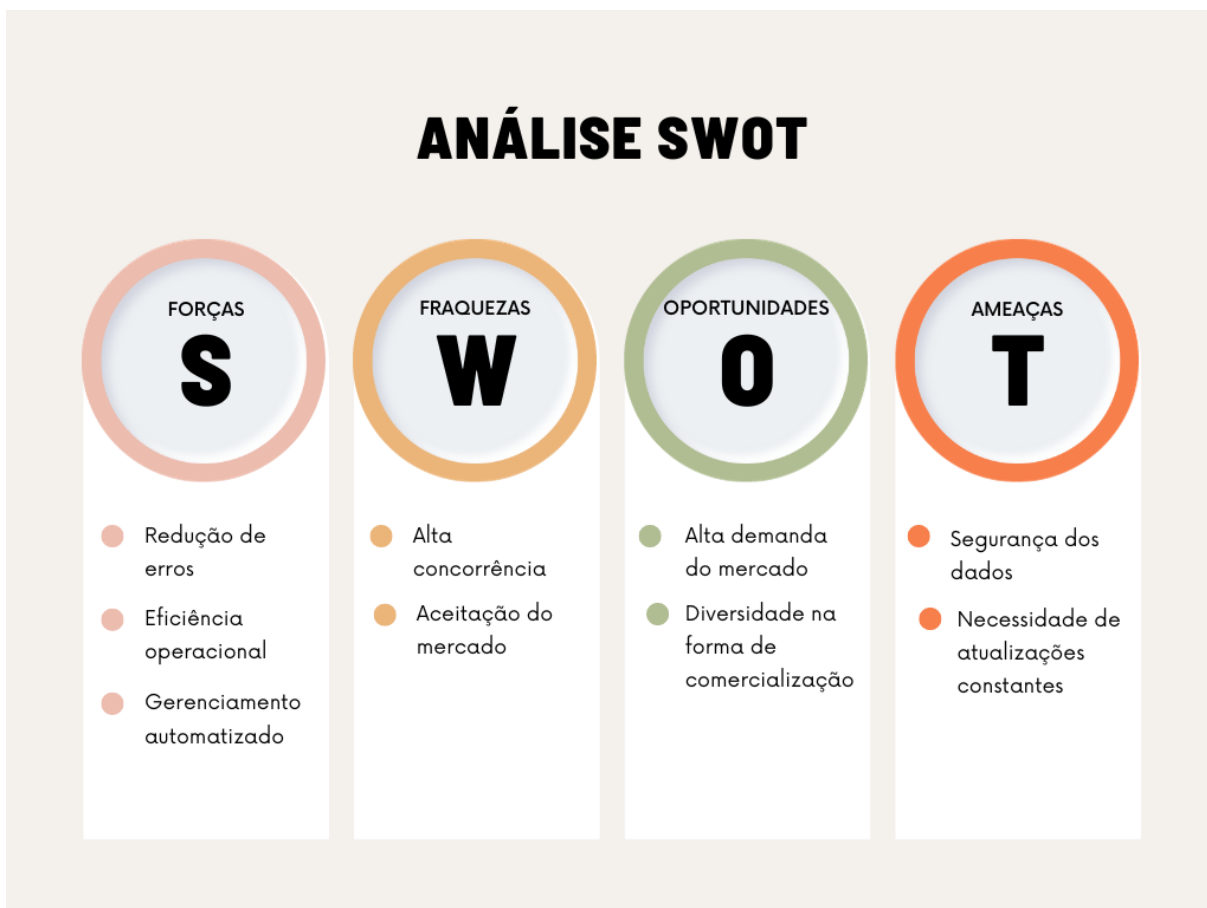 ANÁLISE SWOT
FORÇAS
S
Redução de
erros
Eficiência
operacional
Gerenciamento
automatizado
FRAQUEZAS
W
Alta
concorrência
Aceitação do
mercado
OPORTUNIDADES
O
Alta demanda
do mercado
Diversidade na
forma de
comercialização
AMEAÇAS
T
Segurança dos
dados
Necessidade de
atualizações
constantes